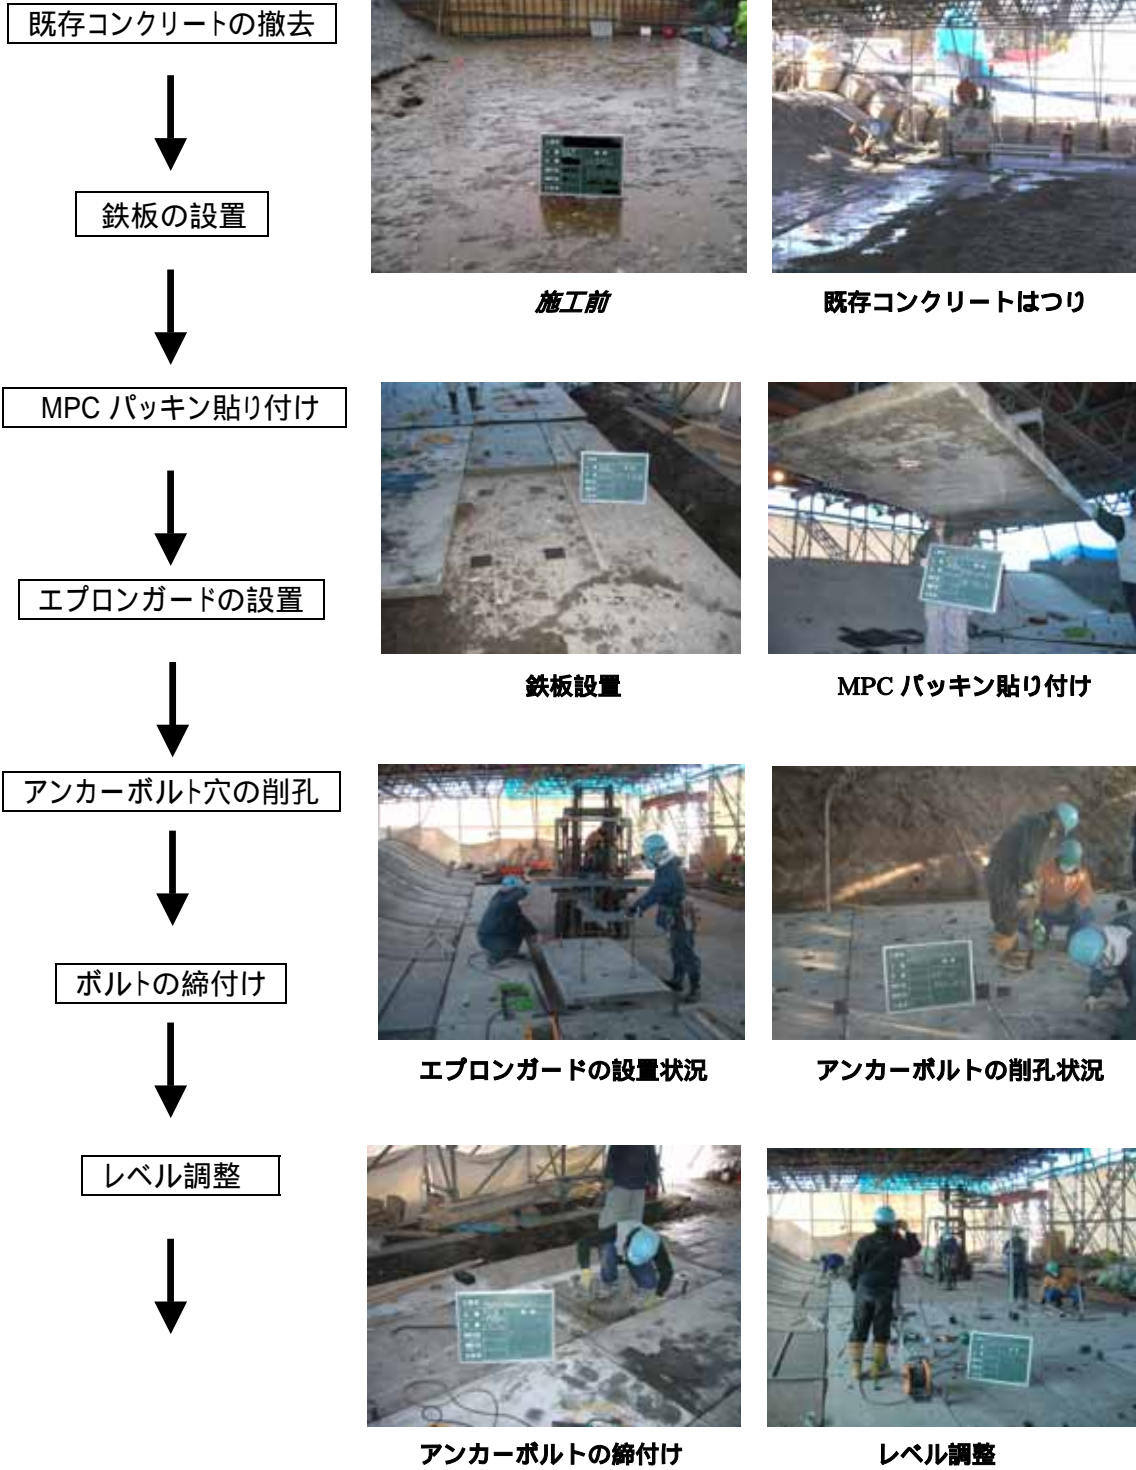 既存コンクリートの撤去
鉄板の設置
MPC パッキン貼り付け
エプロンガードの設置
アンカーボルト穴の削孔
ボルトの締付け
レベル調整
施工前
既存コンクリートはつり
鉄板設置
MPC パッキン貼り付け
エプロンガードの設置状況
アンカーボルトの削孔状況
アンカーボルトの締付け
レベル調整